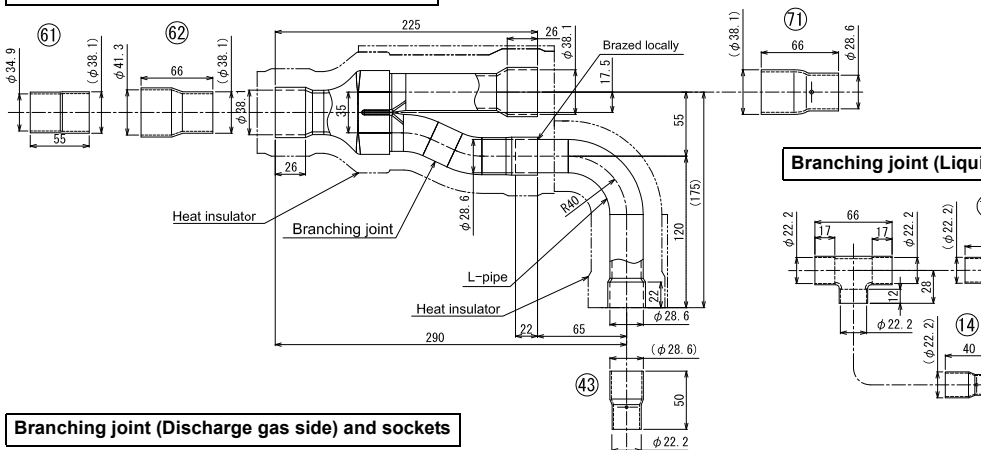 61
62
71
225
26
φ38.1
Brazed locally
17.5
φ34.9
(φ38.1)
55
φ41.3
66
(φ38.1)
φ38.1
35
26
55
(175)
120
(φ38.1)
66
φ28.6
Heat insulator
Branching joint
φ28.6
R40
L-pipe
Heat insulator
22
φ28.6
22
65
290
(φ28.6)
43
50
φ22.2
Branching joint (Liqui
66
17
17
φ22.2
φ22.2
(φ22.2)
28
12
φ22.2
14
40
(φ22.2)
Branching joint (Discharge gas side) and sockets